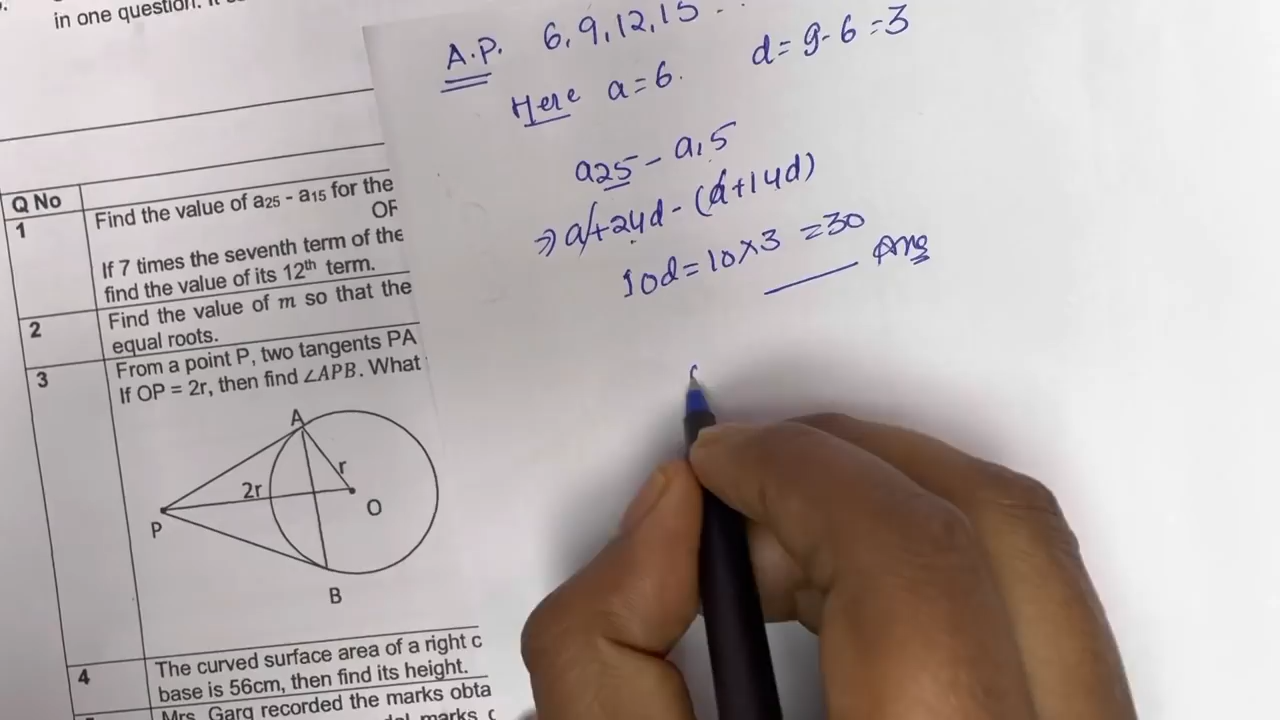 in one question. It
A.P. 6, 9, 12, 15 - -
Here a = 6. d = 9 - 6 = 3
a25 - a15
⇒ a + 24d - (a + 14d)
10d = 10 × 3 = 30 Ans
Q No
1 Find the value of a25 - a15 for the
OR
If 7 times the seventh term of the
find the value of its 12th term.
2 Find the value of m so that the
equal roots.
3 From a point P, two tangents PA
If OP = 2r, then find ∠APB. What
A
r
2r
O
P
B
4 The curved surface area of a right c
base is 56cm, then find its height.
Mrs. Garg recorded the marks obta
marks